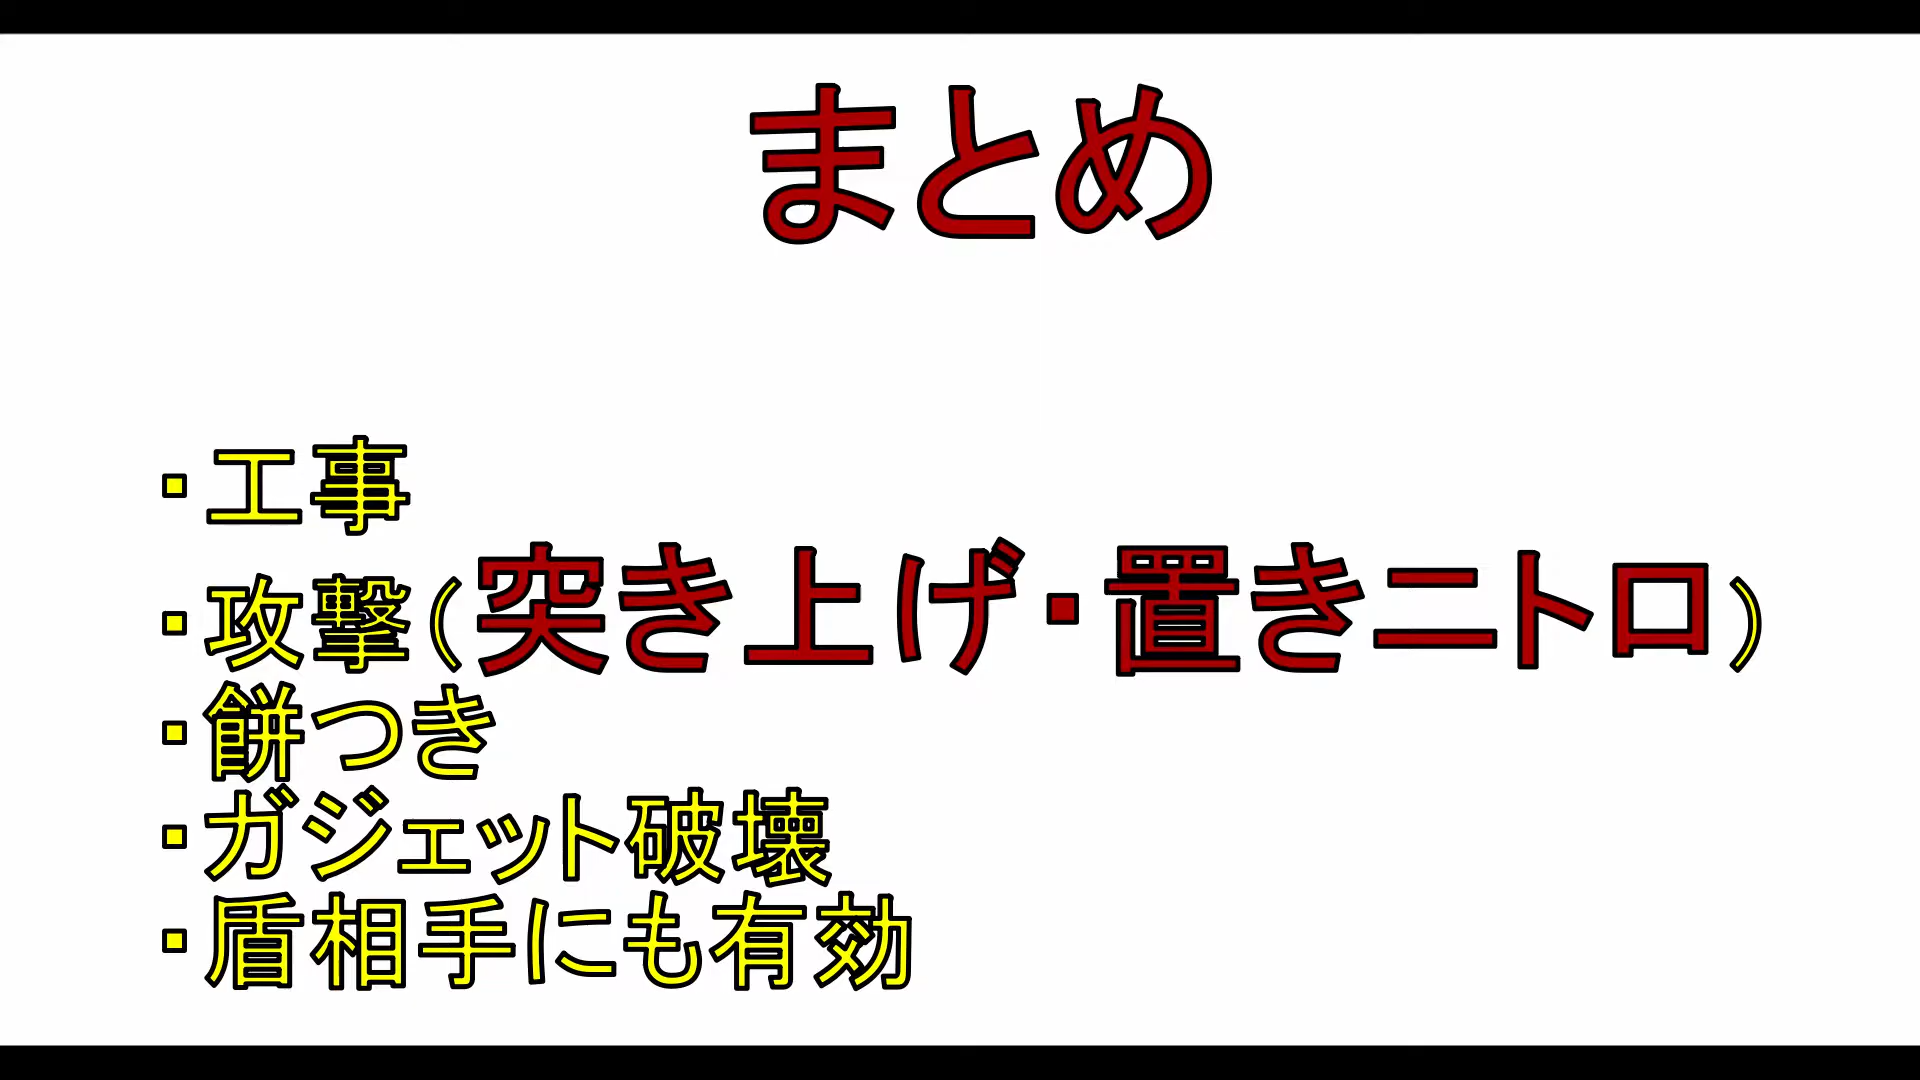 まとめ
・工事
・攻撃(突き上げ・置きニトロ)
・餅つき
・ガジェット破壊
・盾相手にも有効